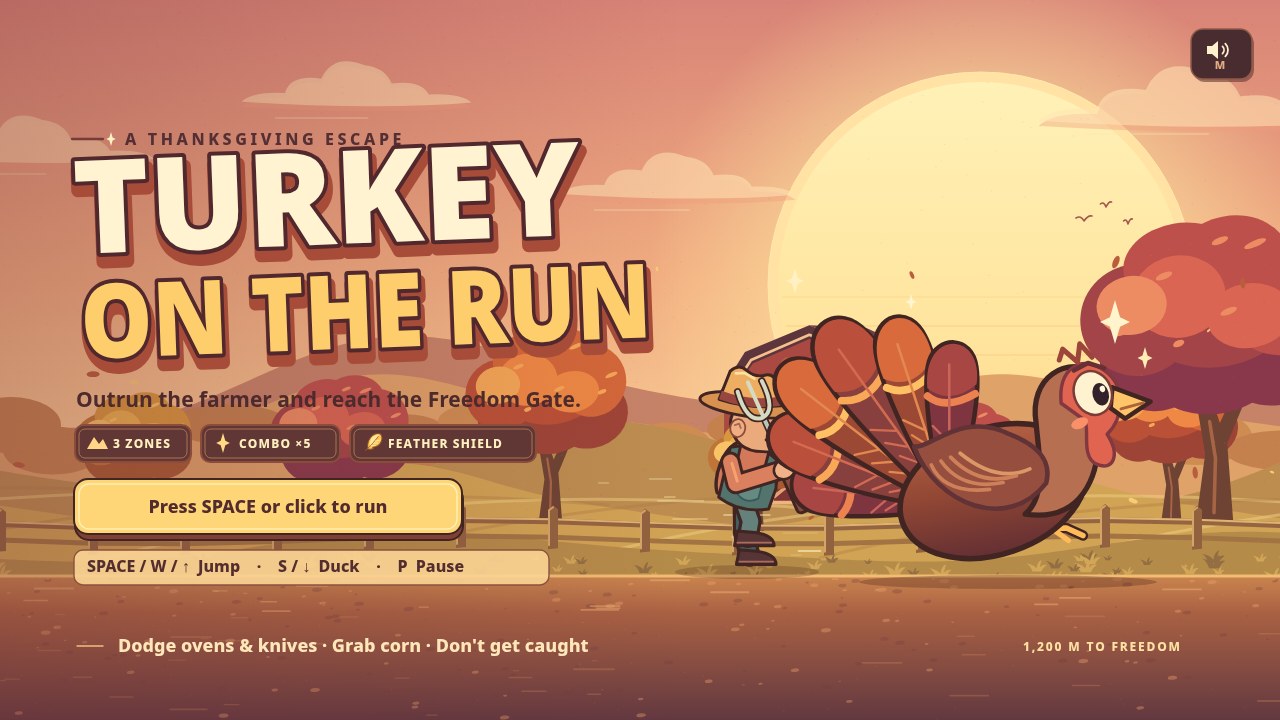 M
A THANKSGIVING ESCAPE
TURKEY
ON THE RUN
Outrun the farmer and reach the Freedom Gate.
3 ZONES
COMBO ×5
FEATHER SHIELD
Press SPACE or click to run
SPACE / W / ↑ Jump · S / ↓ Duck · P Pause
Dodge ovens & knives · Grab corn · Don't get caught
1,200 M TO FREEDOM